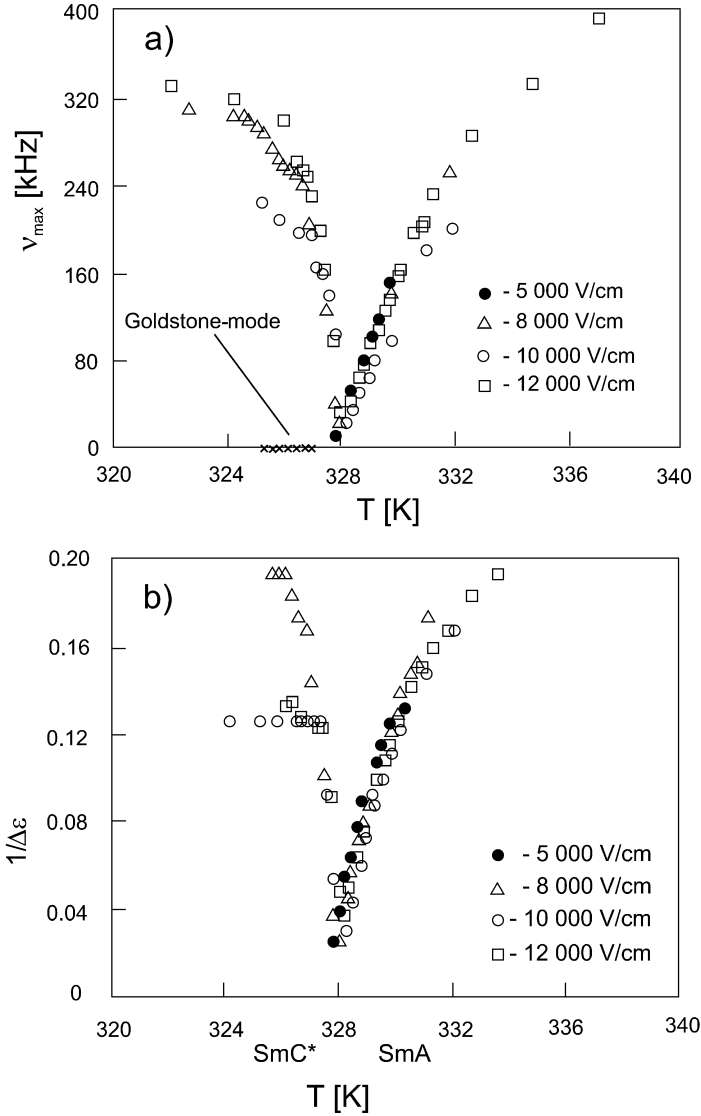 a)
400
320
240
160
80
0
ν_max [kHz]
Goldstone-mode
- 5 000 V/cm
- 8 000 V/cm
- 10 000 V/cm
- 12 000 V/cm
320 324 328 332 336 340
T [K]
b)
0.20
0.16
0.12
0.08
0.04
0
1/Δε
- 5 000 V/cm
- 8 000 V/cm
- 10 000 V/cm
- 12 000 V/cm
320 324 328 332 336 340
SmC* SmA
T [K]